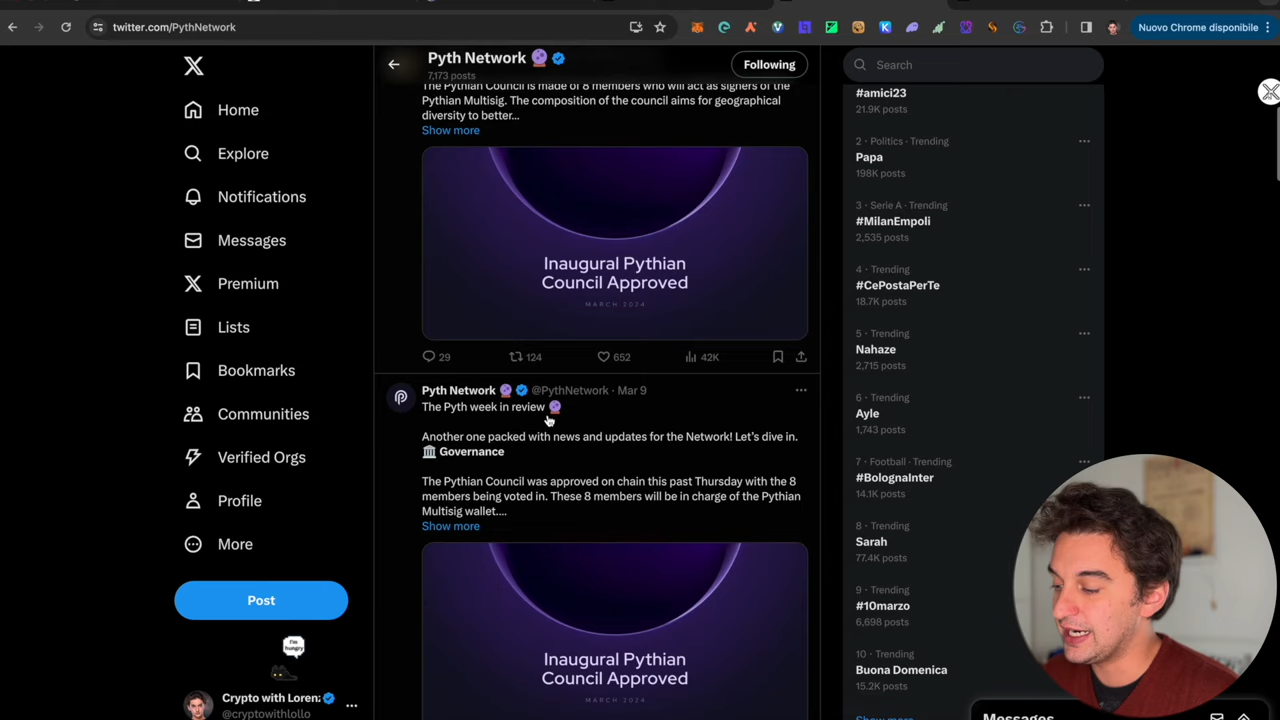 twitter.com/PythNetwork
Nuovo Chrome disponibile
Pyth Network
7,173 posts
Following
Search
Home
Explore
Notifications
Messages
Premium
Lists
Bookmarks
Communities
Verified Orgs
Profile
More
Post
I'm
hungry
Crypto with Loren
@cryptowithlollo
The Pythian Council is made of 8 members who will act as signers of the
Pythian Multisig. The composition of the council aims for geographical
diversity to better...
Show more
Inaugural Pythian
Council Approved
MARCH 2024
29
124
652
42K
Pyth Network @PythNetwork · Mar 9
The Pyth week in review
Another one packed with news and updates for the Network! Let's dive in.
Governance
The Pythian Council was approved on chain this past Thursday with the 8
members being voted in. These 8 members will be in charge of the Pythian
Multisig wallet....
Show more
Inaugural Pythian
Council Approved
MARCH 2024
#amici23
21.9K posts
2 · Politics · Trending
Papa
198K posts
3 · Serie A · Trending
#MilanEmpoli
2,535 posts
4 · Trending
#CePostaPerTe
18.7K posts
5 · Trending
Nahaze
2,715 posts
6 · Trending
Ayle
1,743 posts
7 · Football · Trending
#BolognaInter
14.1K posts
8 · Trending
Sarah
77.4K posts
9 · Trending
#10marzo
6,698 posts
10 · Trending
Buona Domenica
15.2K posts
Show more
Messages